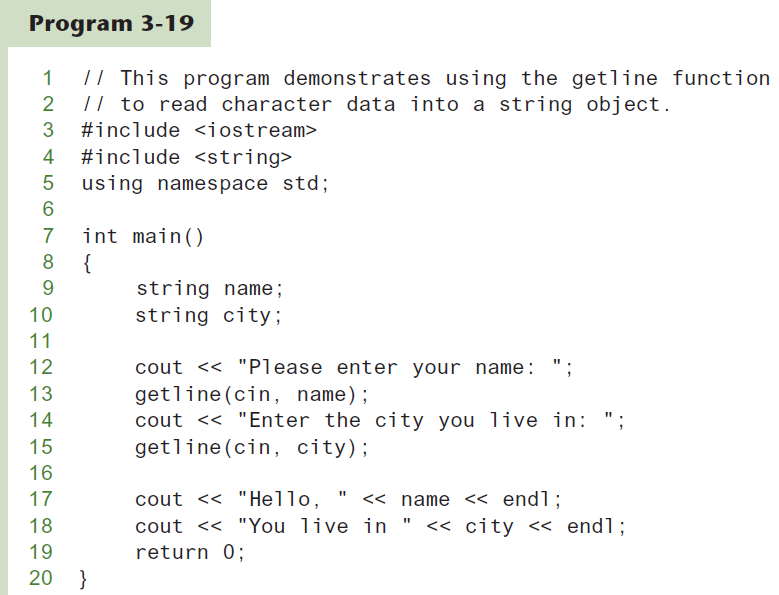 Program 3-19
1 // This program demonstrates using the getline function
2 // to read character data into a string object.
3 #include <iostream>
4 #include <string>
5 using namespace std;
6
7 int main()
8 {
9 string name;
10 string city;
11
12 cout << "Please enter your name: ";
13 getline(cin, name);
14 cout << "Enter the city you live in: ";
15 getline(cin, city);
16
17 cout << "Hello, " << name << endl;
18 cout << "You live in " << city << endl;
19 return 0;
20 }